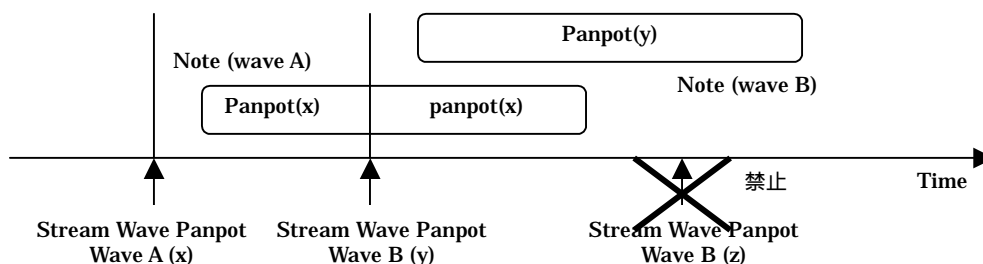 Panpot(y)
Note (wave A)
Note (wave B)
Panpot(x)
panpot(x)
禁止
Time
Stream Wave Panpot
Wave A (x)
Stream Wave Panpot
Wave B (y)
Stream Wave Panpot
Wave B (z)